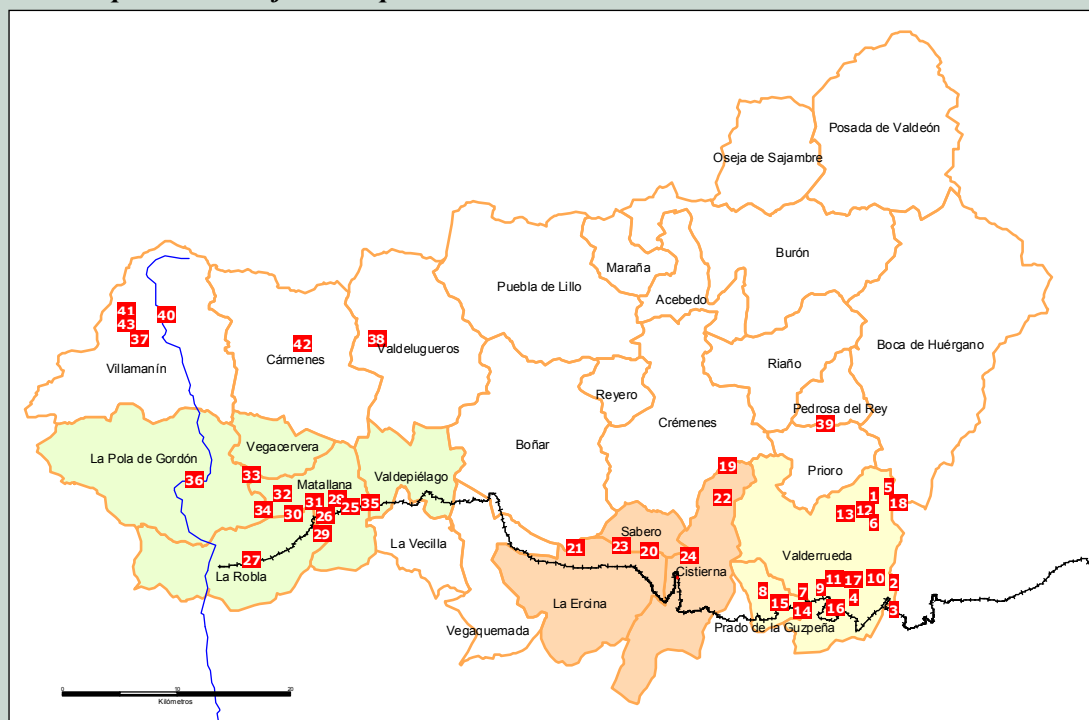 Posada de Valdeón
Oseja de Sajambre
Burón
Maraña
Puebla de Lillo
Acebedo
Boca de Huérgano
41
43
40
37
Villamanín
42
Cármenes
38
Valdelugueros
Riaño
Reyero
Pedrosa del Rey
39
Crémenes
Boñar
Vegacervera
La Pola de Gordón
36
33
Valdepiélago
Prioro
19
22
Matallana
32
31
28
25
35
34
30
26
29
5
1
18
13
12
6
Sabero
21
23
20
24
Cistierna
Valderrueda
La Vecilla
27
La Robla
La Ercina
8
15
7
14
9
11
17
10
2
4
16
3
Prado de la Guzpeña
Vegaquemada
0 10 20
Kilómetros